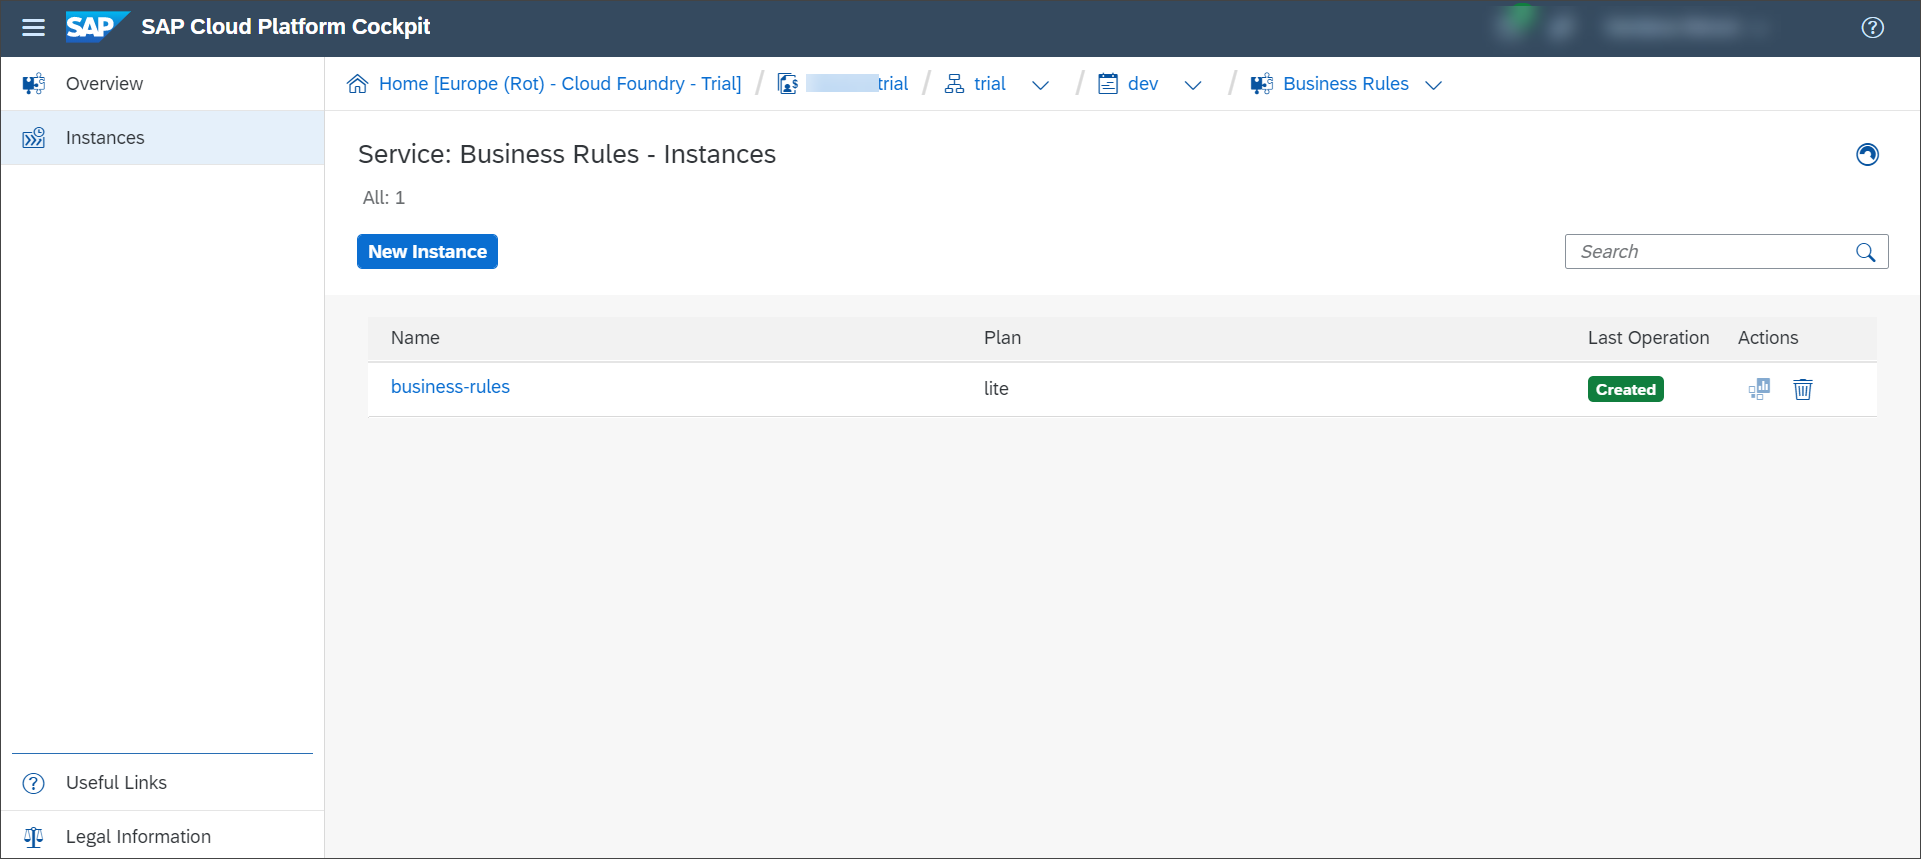 SAP SAP Cloud Platform Cockpit
Overview
Instances
Home [Europe (Rot) - Cloud Foundry - Trial] / trial / trial / dev / Business Rules
Service: Business Rules - Instances
All: 1
New Instance
Search
Name Plan Last Operation Actions
business-rules lite Created
Useful Links
Legal Information